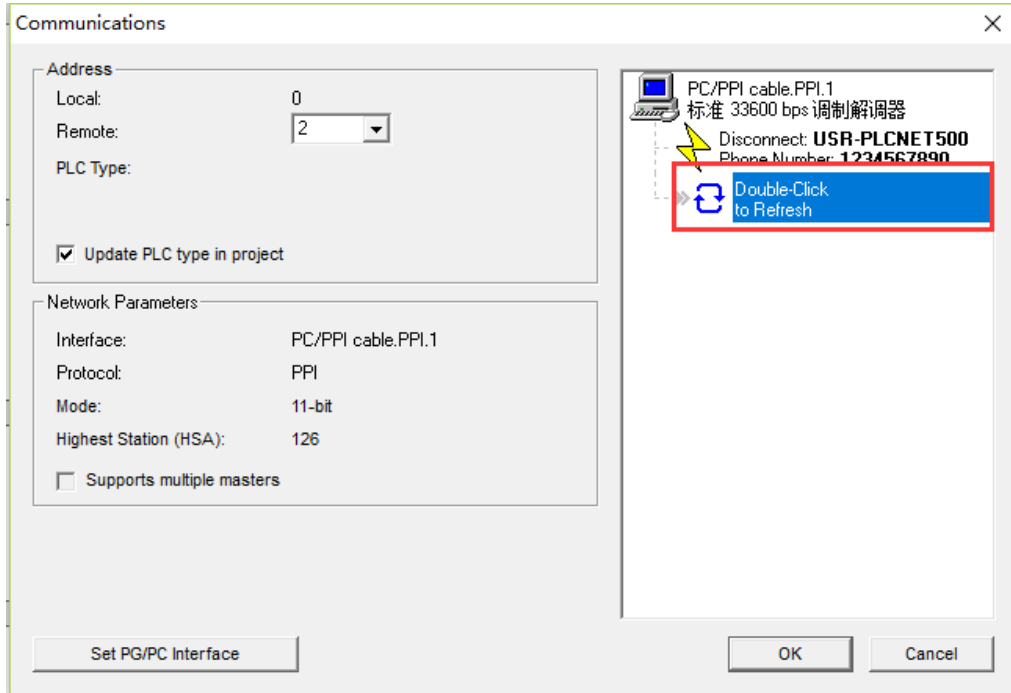 Communications
Address
Local: 0
Remote: 2
PLC Type:
Update PLC type in project
Network Parameters
Interface: PC/PPI cable.PPI.1
Protocol: PPI
Mode: 11-bit
Highest Station (HSA): 126
Supports multiple masters
Set PG/PC Interface
PC/PPI cable.PPI.1
标准 33600 bps 调制解调器
Disconnect: USR-PLCNET500
Phone Number: 1234567890
Double-Click
to Refresh
OK
Cancel